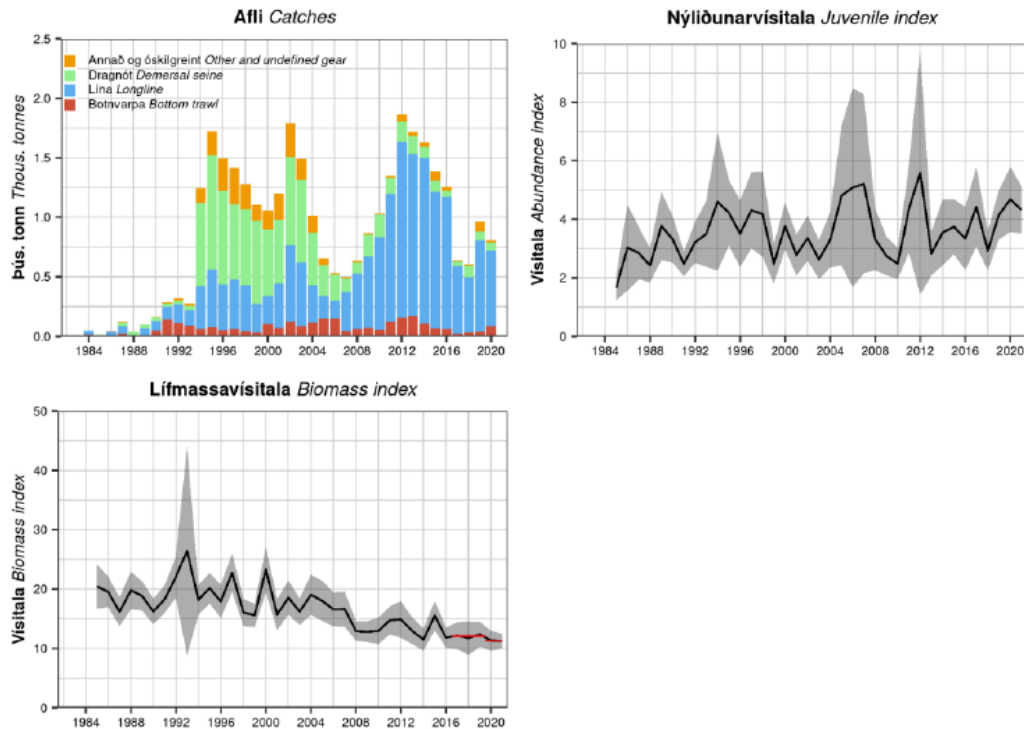 Afli Catches
Þús. tonn Thous. tonnes
2.5
2.0
1.5
1.0
0.5
0.0
Annað og óskilgreint Other and undefined gear
Dragnót Demersal seine
Lína Longline
Botnvarpa Bottom trawl
1984 1988 1992 1996 2000 2004 2008 2012 2016 2020
Nýliðunarvísitala Juvenile index
Vísitala Abundance index
10
8
6
4
2
0
1984 1988 1992 1996 2000 2004 2008 2012 2016 2020
Lífmassavísitala Biomass index
Vísitala Biomass index
50
40
30
20
10
0
1984 1988 1992 1996 2000 2004 2008 2012 2016 2020